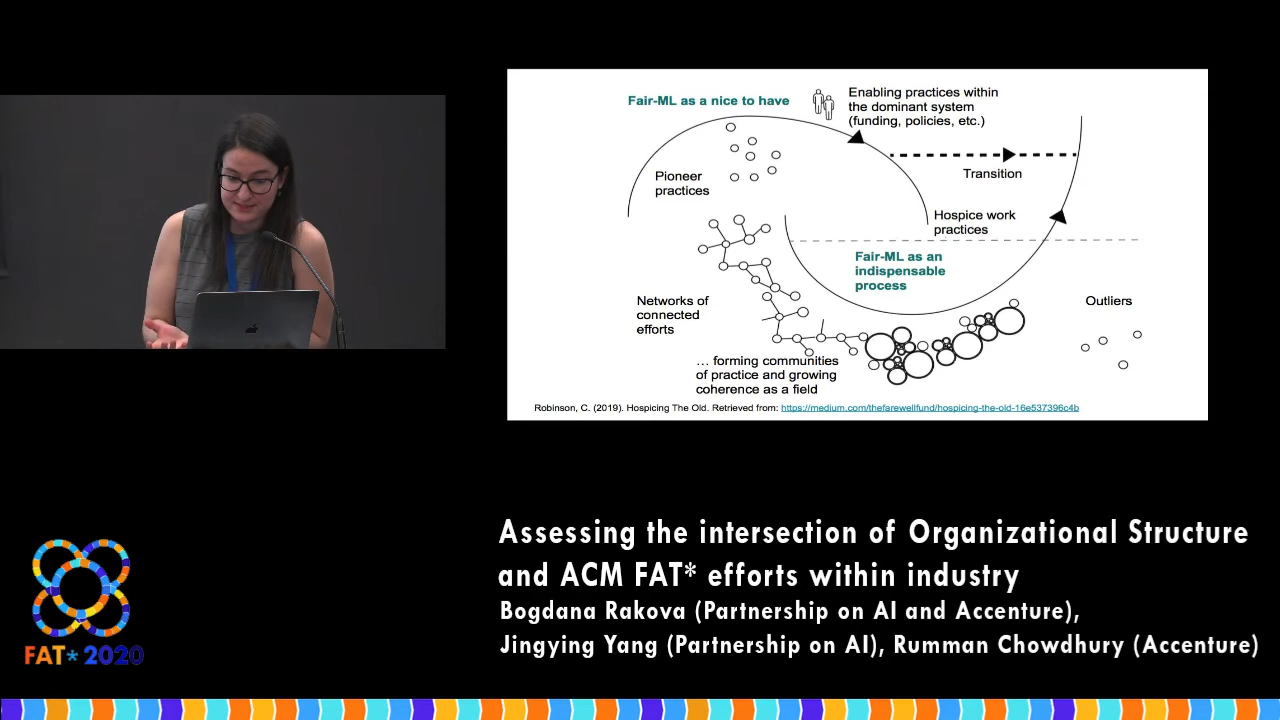 Fair-ML as a nice to have
Enabling practices within
the dominant system
(funding, policies, etc.)
Pioneer
practices
Transition
Hospice work
practices
Fair-ML as an
indispensable
process
Networks of
connected
efforts
Outliers
... forming communities
of practice and growing
coherence as a field
Robinson, C. (2019). Hospicing The Old. Retrieved from: https://medium.com/thefarewellfund/hospicing-the-old-16e537396c4b
Assessing the intersection of Organizational Structure
and ACM FAT* efforts within industry
Bogdana Rakova (Partnership on AI and Accenture),
Jingying Yang (Partnership on AI), Rumman Chowdhury (Accenture)
FAT* 2020